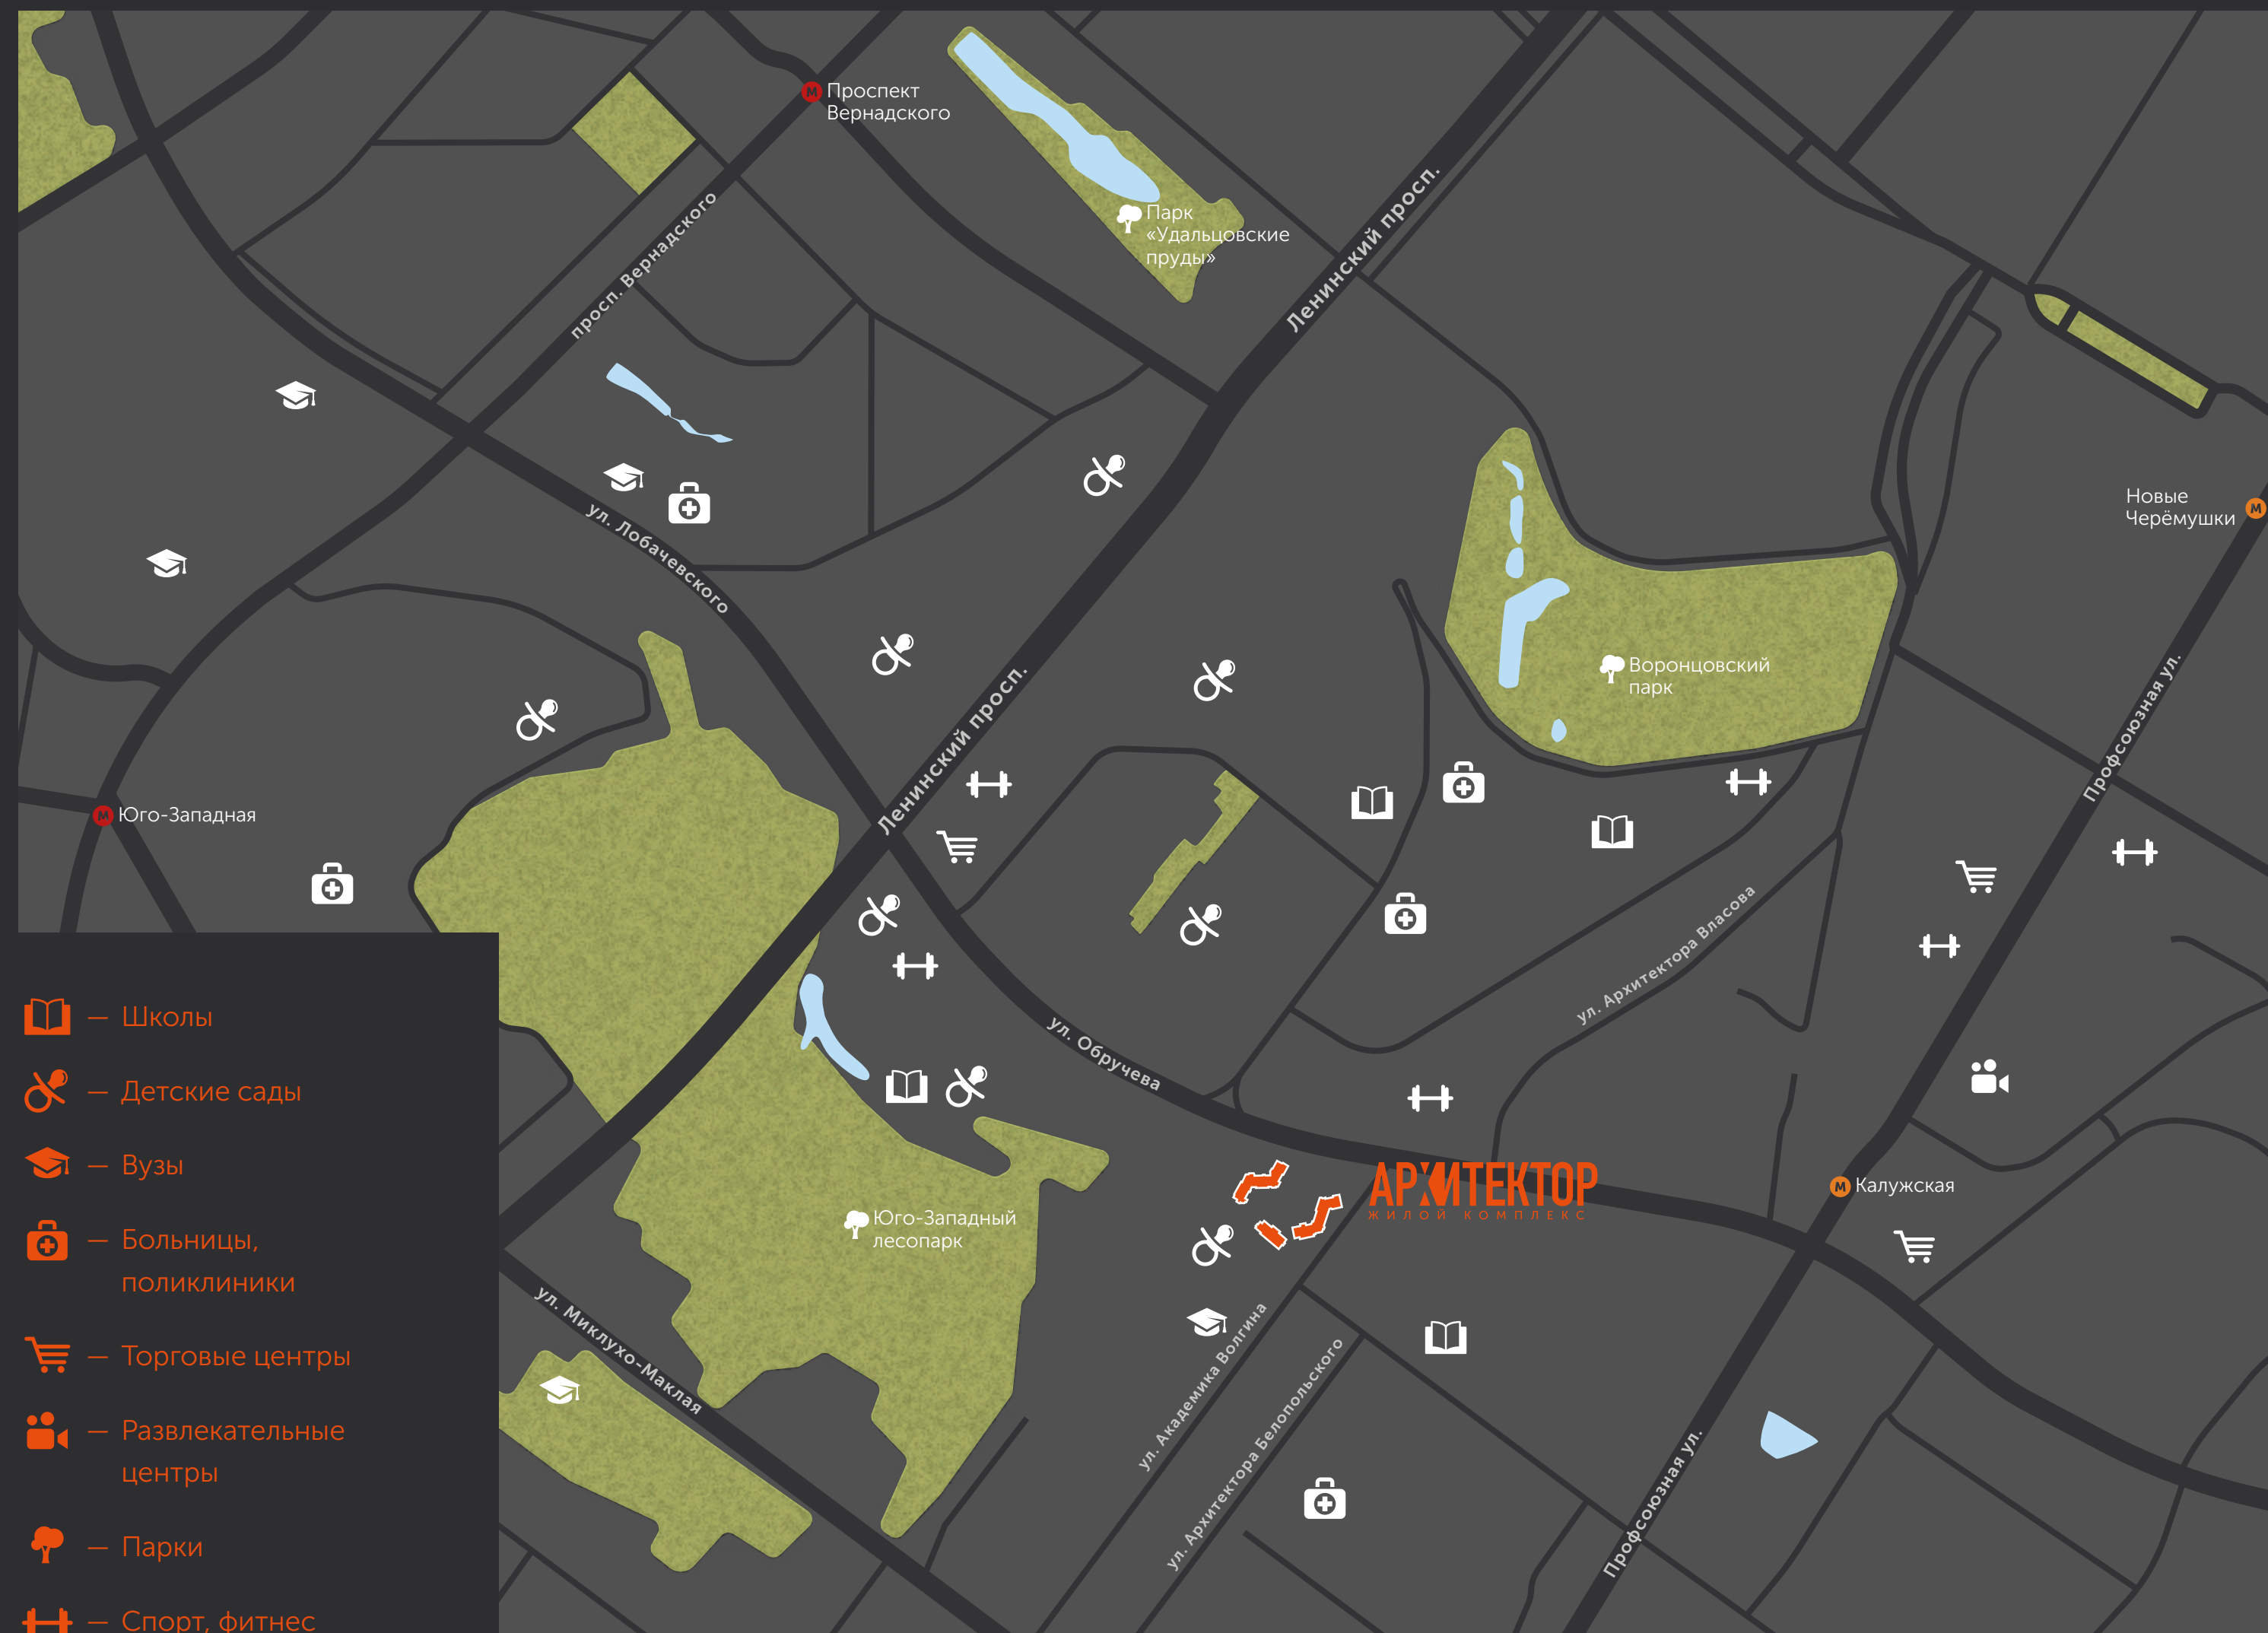 М Проспект
Вернадского
Парк
«Удальцовские
пруды»
Ленинский просп.
просп. Вернадского
Новые М
Черёмушки
ул. Лобачевского
Воронцовский
парк
Профсоюзная ул.
Ленинский просп.
М Юго-Западная
ул. Архитектора Власова
ул. Обручева
АРХИТЕКТОР
ЖИЛОЙ КОМПЛЕКС
М Калужская
Юго-Западный
лесопарк
ул. Миклухо-Маклая
ул. Академика Волгина
ул. Архитектора Белопольского
Профсоюзная ул.
— Школы
— Детские сады
— Вузы
— Больницы,
поликлиники
— Торговые центры
— Развлекательные
центры
— Парки
— Спорт, фитнес